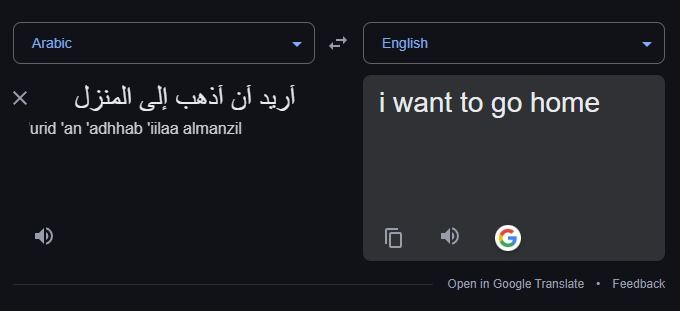 Arabic
English
أريد أن أذهب إلى المنزل
'urid 'an 'adhhab 'iilaa almanzil
i want to go home
Open in Google Translate • Feedback